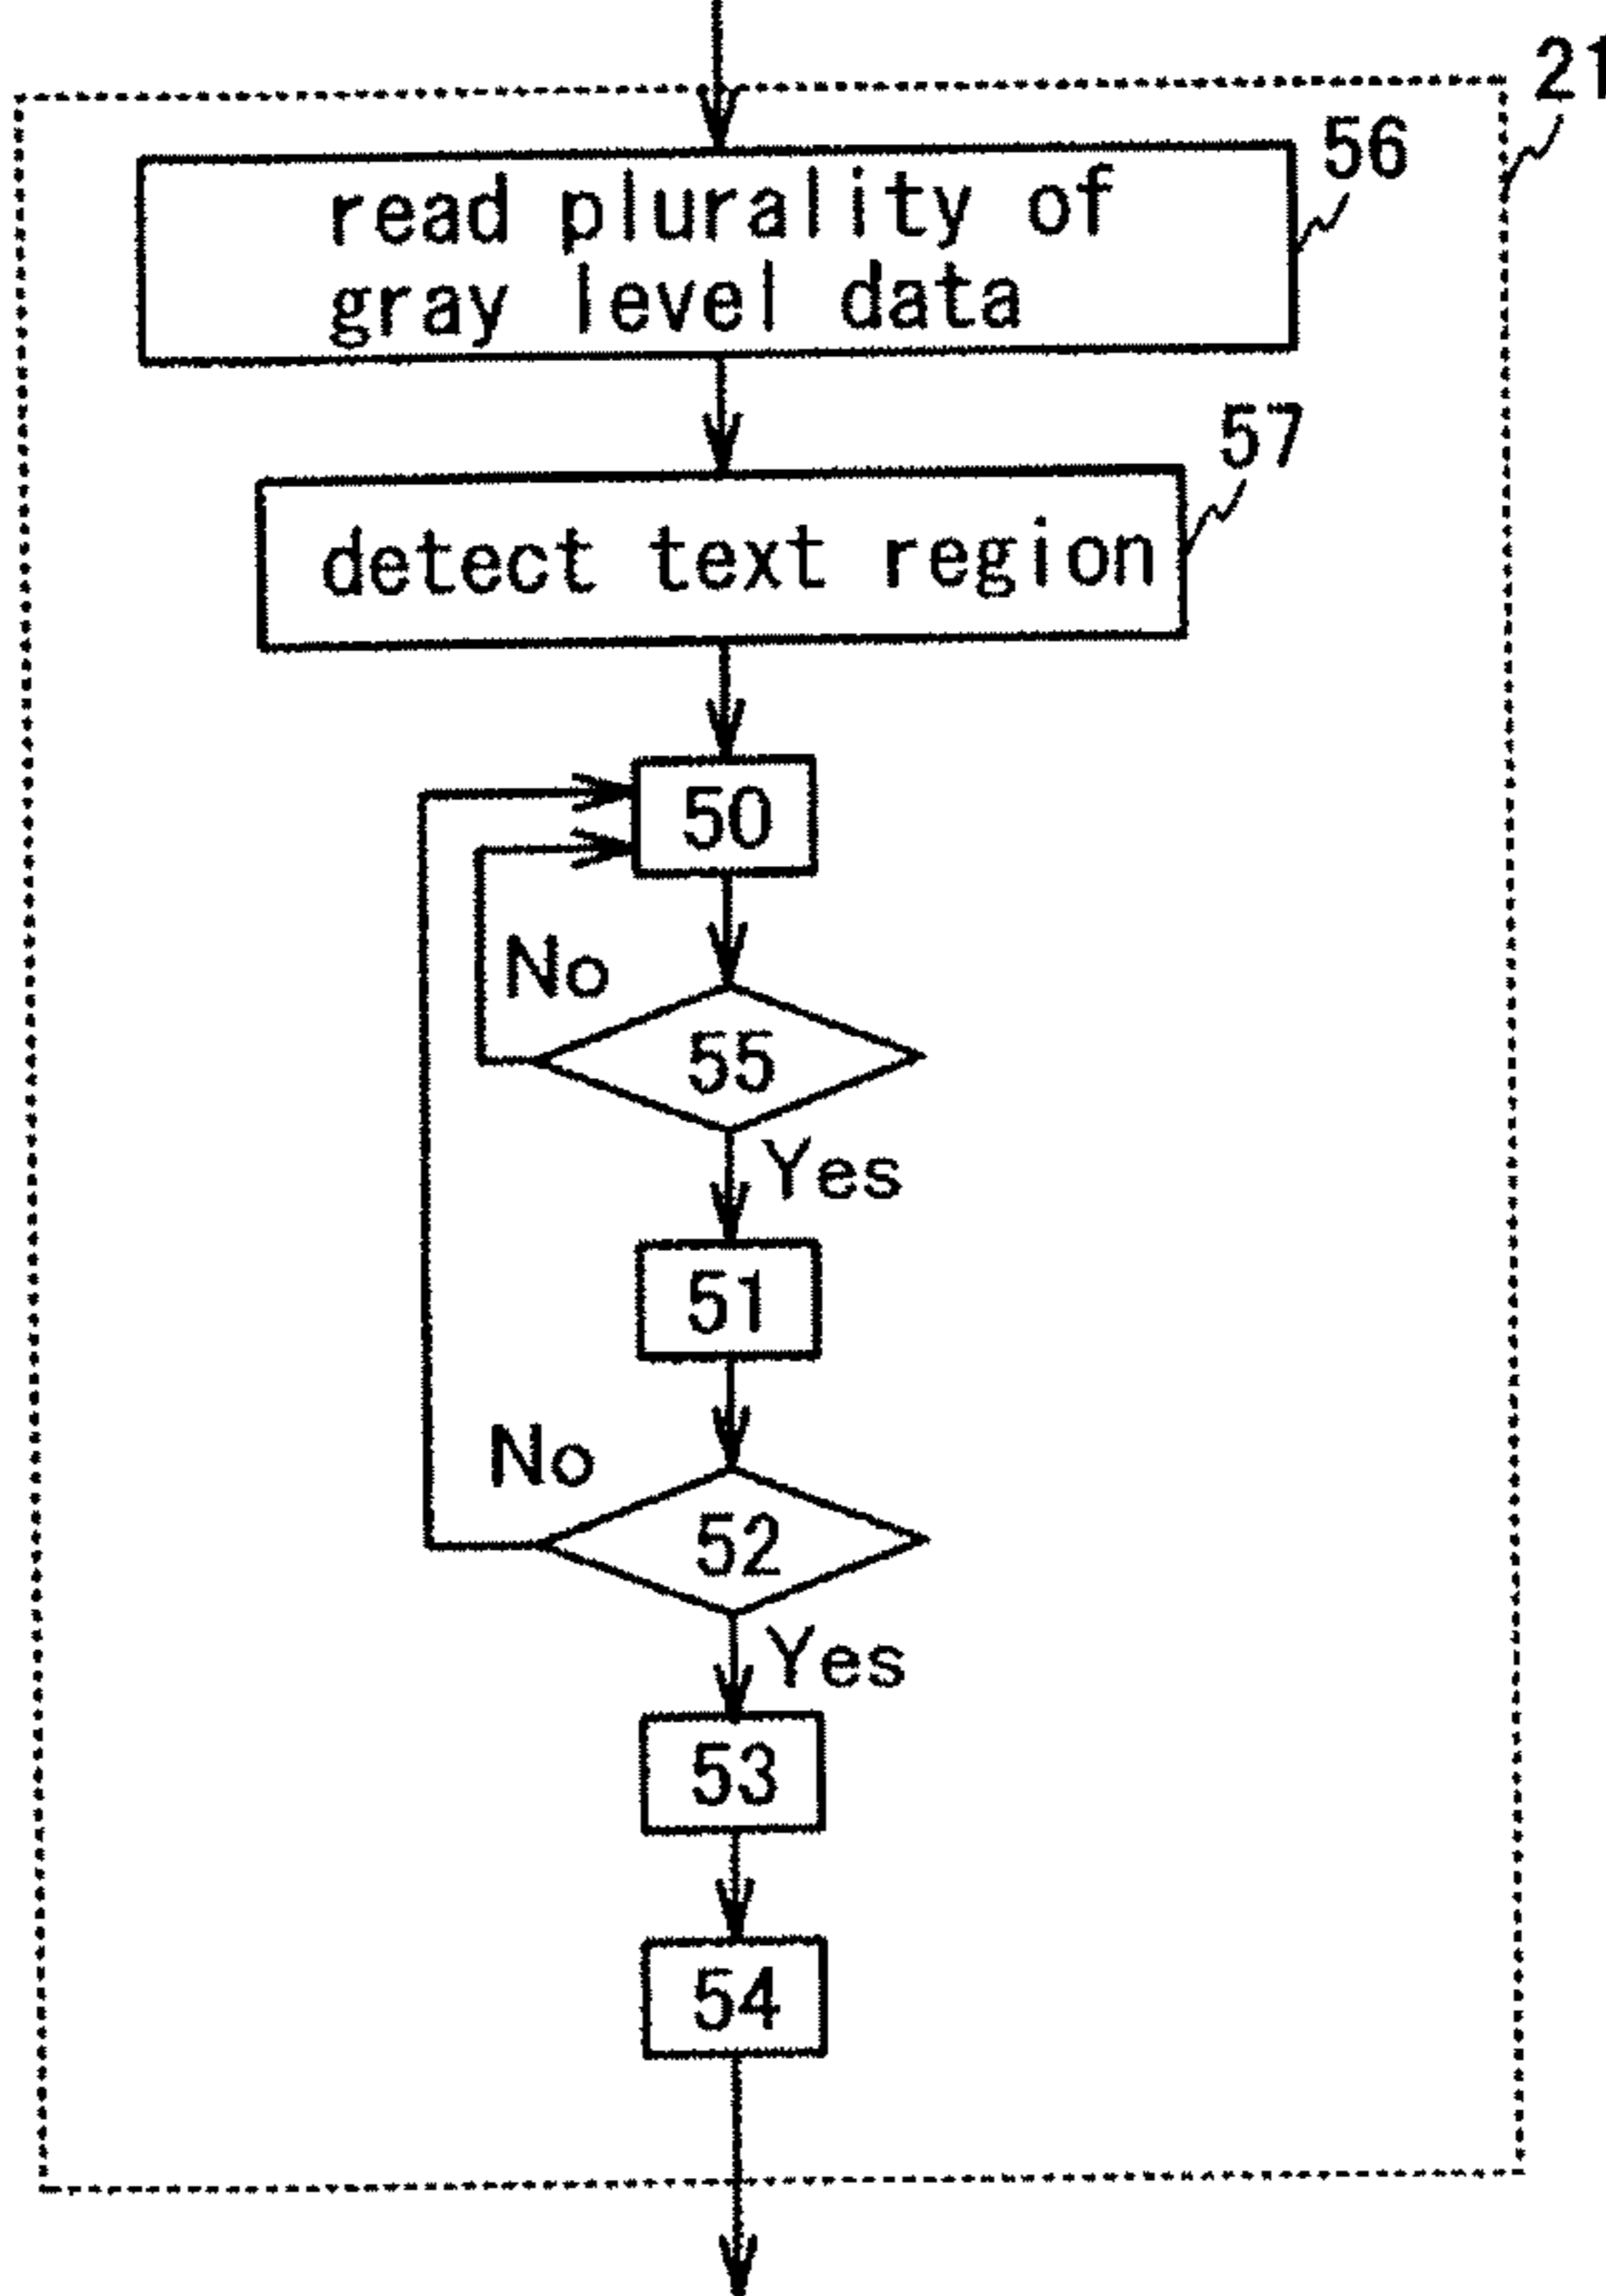 21
56
read plurality of
gray level data
57
detect text region
50
No
55
Yes
51
No
52
Yes
53
54